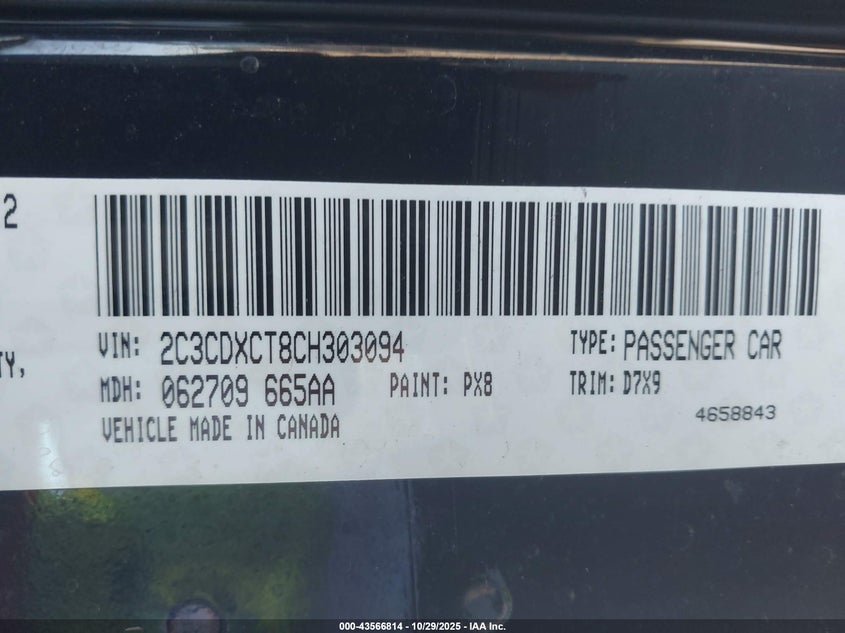 2
TY,
VIN: 2C3CDXCT8CH303094 TYPE: PASSENGER CAR
MDH: 062709 665AA PAINT: PX8 TRIM: D7X9
VEHICLE MADE IN CANADA 4658843
000-43566814 - 10/29/2025 - IAA Inc.